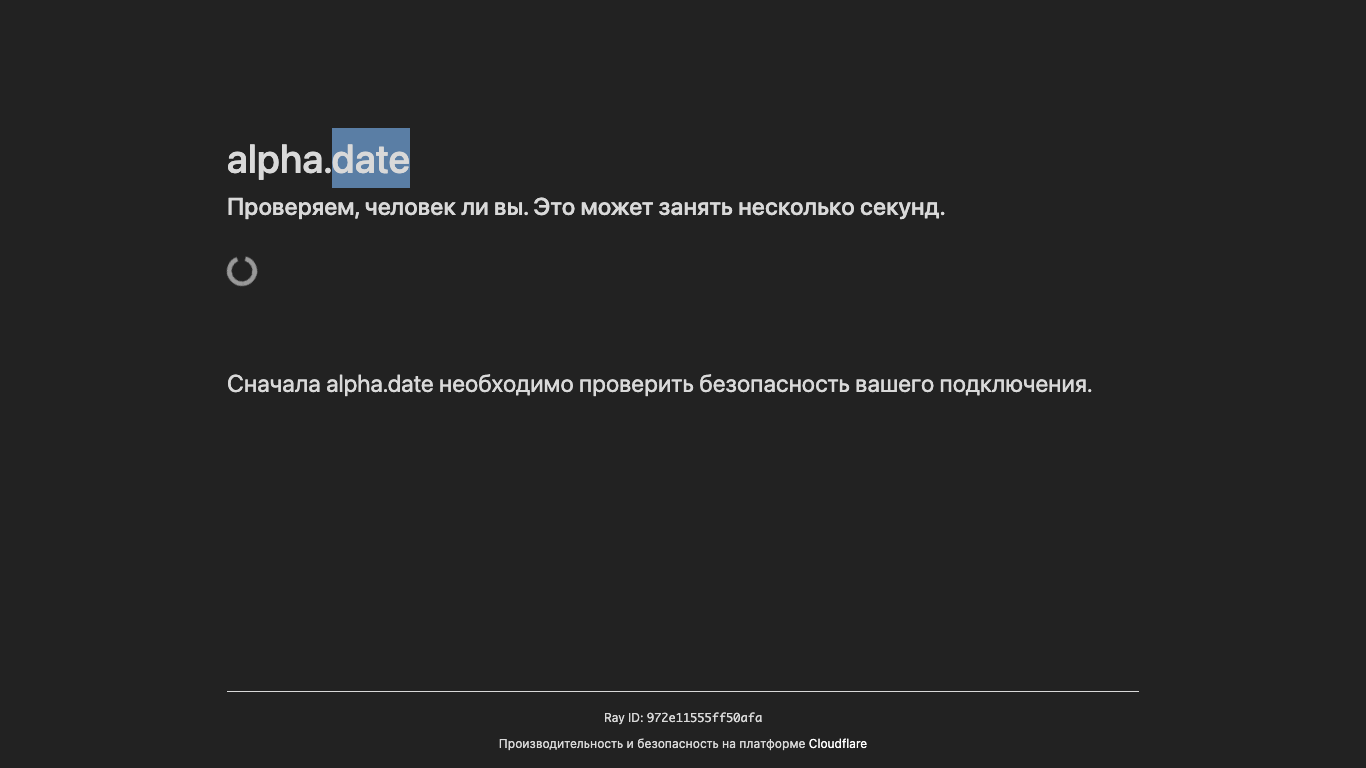 alpha.date
Проверяем, человек ли вы. Это может занять несколько секунд.
Сначала alpha.date необходимо проверить безопасность вашего подключения.
Ray ID: 972e11555ff50afa
Производительность и безопасность на платформе Cloudflare